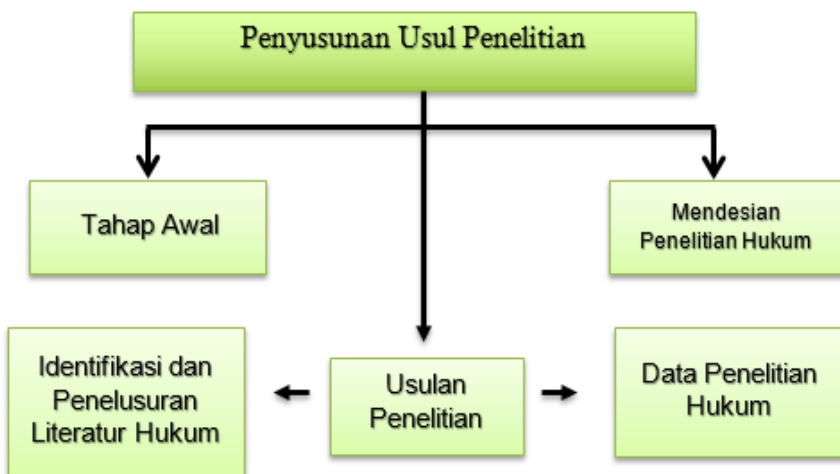 Penyusunan Usul Penelitian
Tahap Awal
Mendesian
Penelitian Hukum
Identifikasi dan
Penelusuran
Literatur Hukum
Usulan
Penelitian
Data Penelitian
Hukum